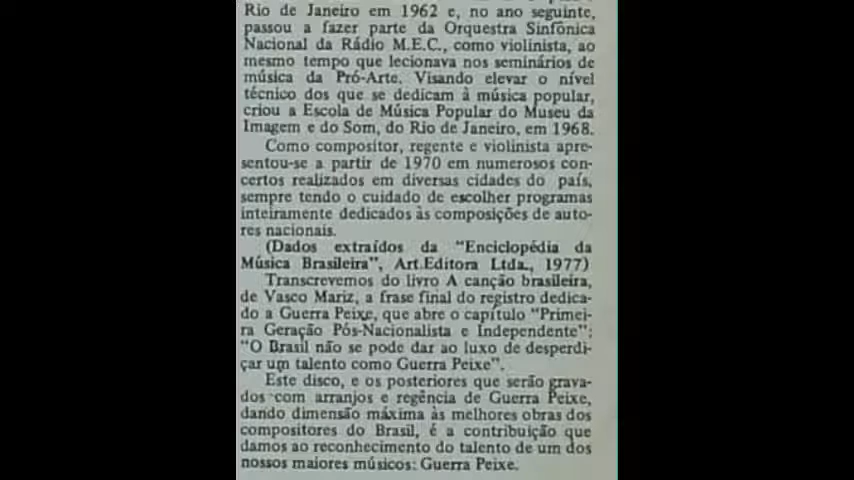 Rio de Janeiro em 1962 e, no ano seguinte,
passou a fazer parte da Orquestra Sinfônica
Nacional da Rádio M.E.C., como violinista, ao
mesmo tempo que lecionava nos seminários de
música da Pró-Arte. Visando elevar o nível
técnico dos que se dedicam à música popular,
criou a Escola de Música Popular do Museu da
Imagem e do Som, do Rio de Janeiro, em 1968.
Como compositor, regente e violinista apre-
sentou-se a partir de 1970 em numerosos con-
certos realizados em diversas cidades do país,
sempre tendo o cuidado de escolher programas
inteiramente dedicados às composições de auto-
res nacionais.
(Dados extraídos da "Enciclopédia da
Música Brasileira", Art.Editora Ltda., 1977)
Transcrevemos do livro A canção brasileira,
de Vasco Mariz, a frase final do registro dedica-
do a Guerra Peixe, que abre o capítulo "Primei-
ra Geração Pós-Nacionalista e Independente":
"O Brasil não se pode dar ao luxo de desperdi-
çar um talento como Guerra Peixe".
Este disco, e os posteriores que serão grava-
dos com arranjos e regência de Guerra Peixe,
dando dimensão máxima às melhores obras dos
compositores do Brasil, é a contribuição que
damos ao reconhecimento do talento de um dos
nossos maiores músicos: Guerra Peixe.